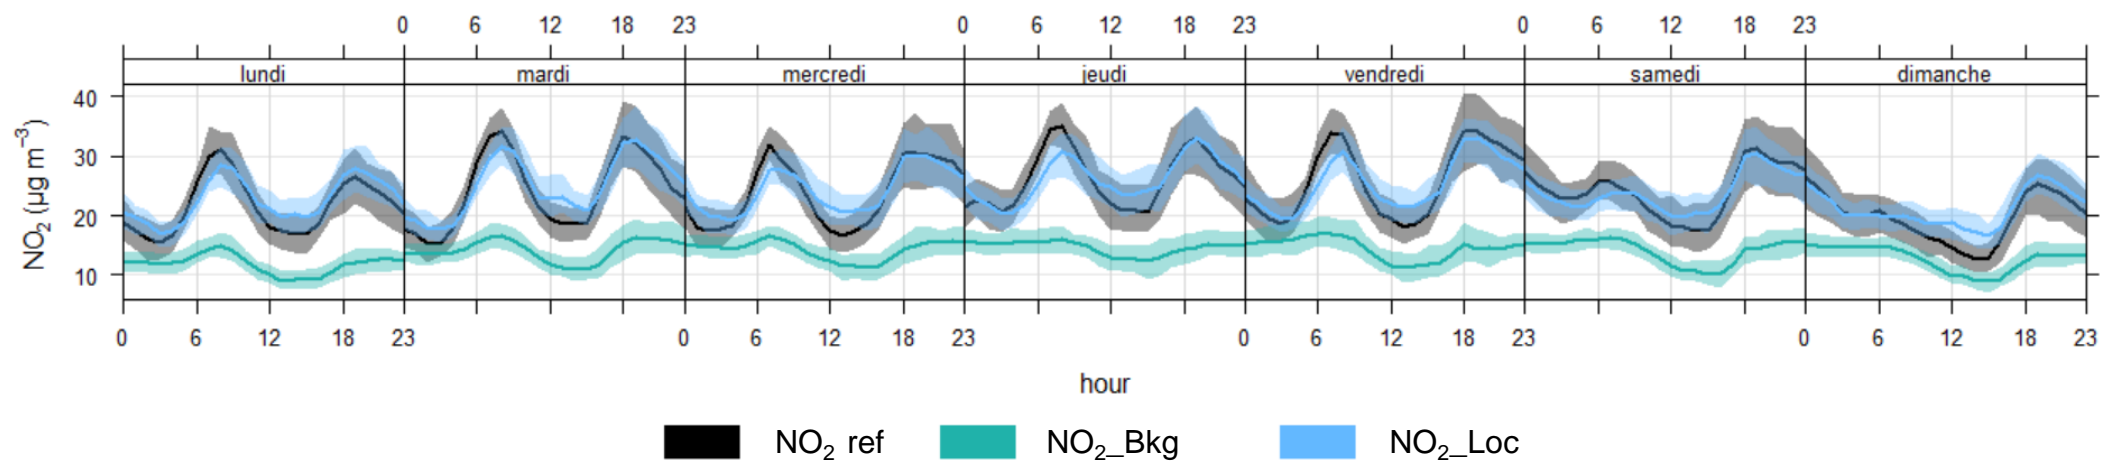 0 6 12 18 23 0 6 12 18 23 0 6 12 18 23
lundi mardi mercredi jeudi vendredi samedi dimanche
40
30
20
10
NO₂ (µg m⁻³)
0 6 12 18 23 0 6 12 18 23 0 6 12 18 23 0 6 12 18 23
hour
NO₂ ref NO₂_Bkg NO₂_Loc